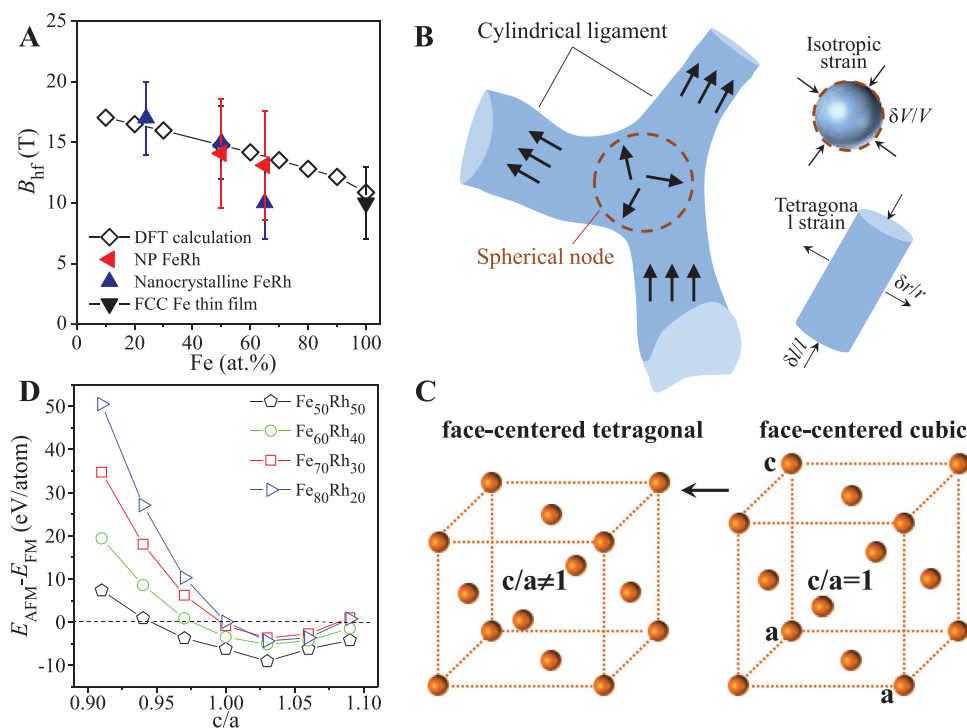 A
25
20
15
10
5
0
B_hf (T)
DFT calculation
NP FeRh
Nanocrystalline FeRh
FCC Fe thin film
0 20 40 60 80 100
Fe (at.%)
B
Cylindrical ligament
Spherical node
Isotropic
strain
δV/V
Tetragona
l strain
δr/r
δl/l
D
50
40
30
20
10
0
-10
E_AFM-E_FM (eV/atom)
Fe50Rh50
Fe60Rh40
Fe70Rh30
Fe80Rh20
0.90 0.95 1.00 1.05 1.10
c/a
C
face-centered tetragonal
c/a≠1
face-centered cubic
c
c/a=1
a
a